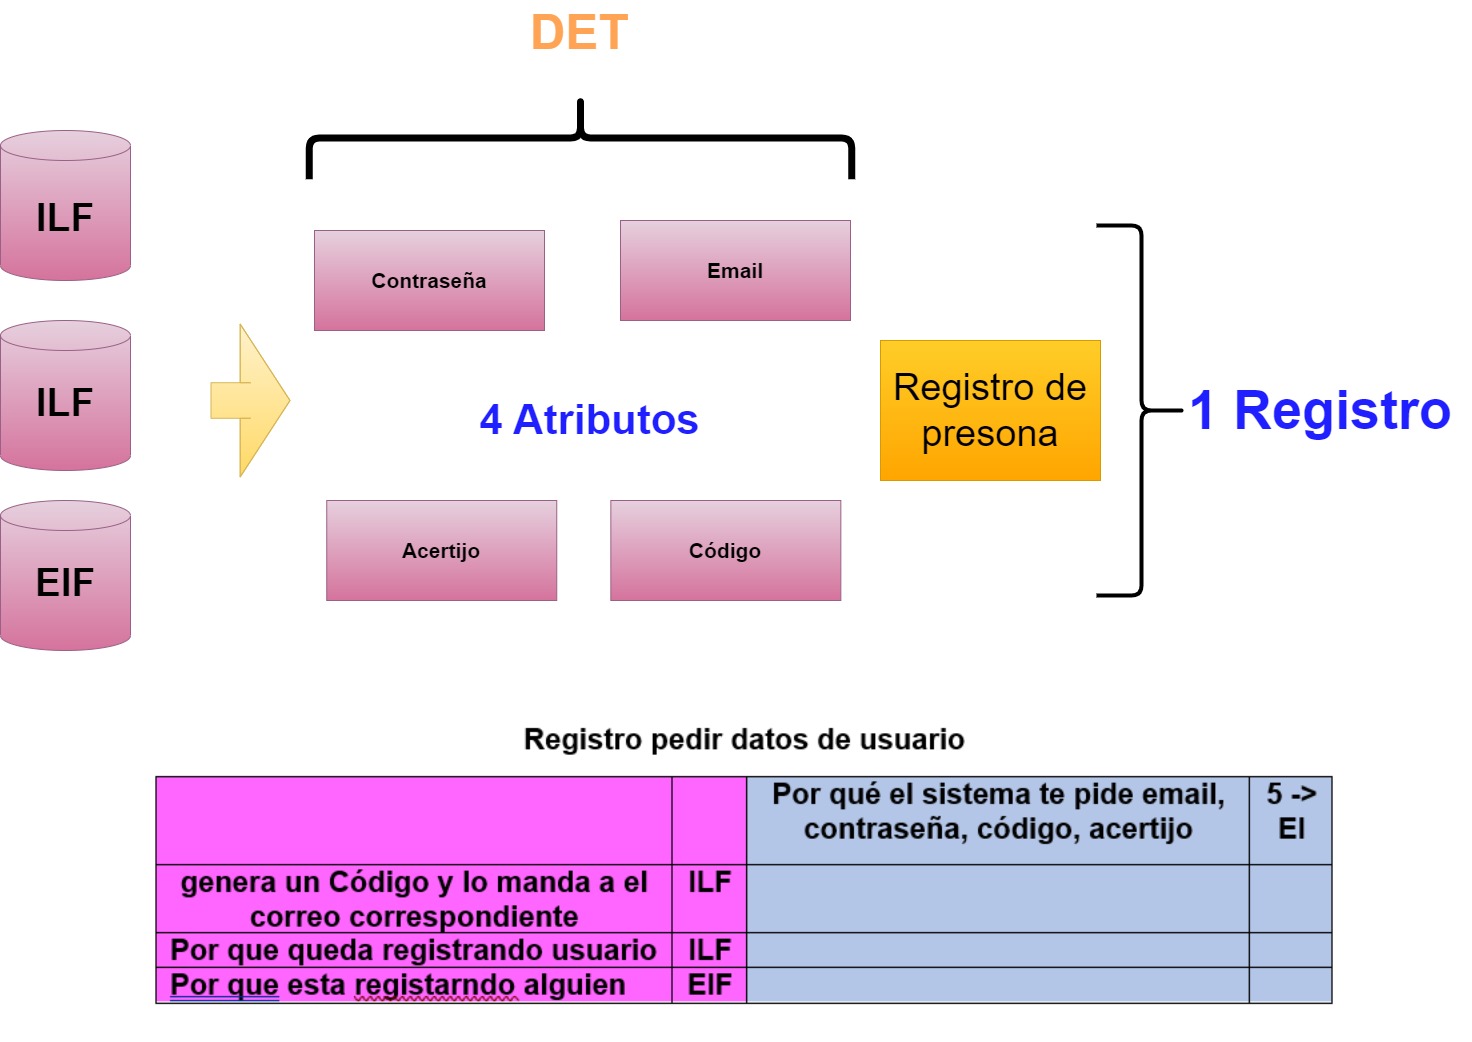 DET
ILF
Contraseña
Email
ILF
4 Atributos
Registro de
presona
1 Registro
EIF
Acertijo
Código
Registro pedir datos de usuario
Por qué el sistema te pide email,
contraseña, código, acertijo
5 ->
EI
genera un Código y lo manda a el
correo correspondiente
ILF
Por que queda registrando usuario
ILF
Por que esta registarndo alguien
EIF